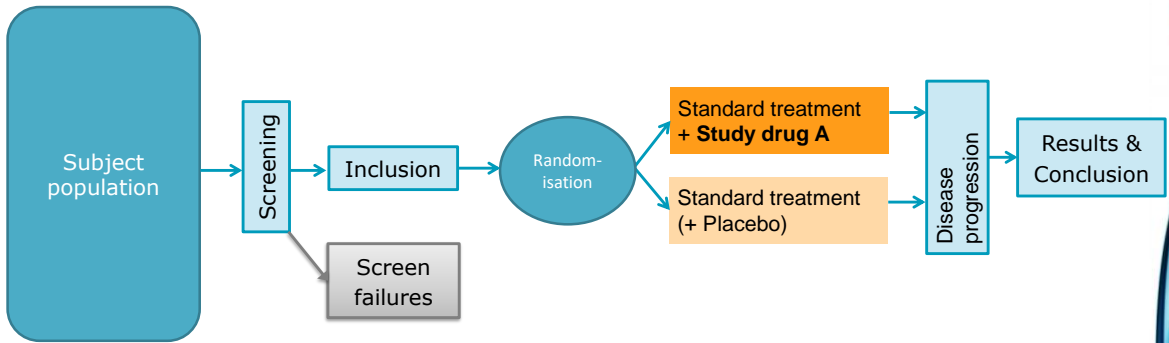 Subject
population
Screening
Inclusion
Screen
failures
Random-
isation
Standard treatment
+ Study drug A
Standard treatment
(+ Placebo)
Disease
progression
Results &
Conclusion